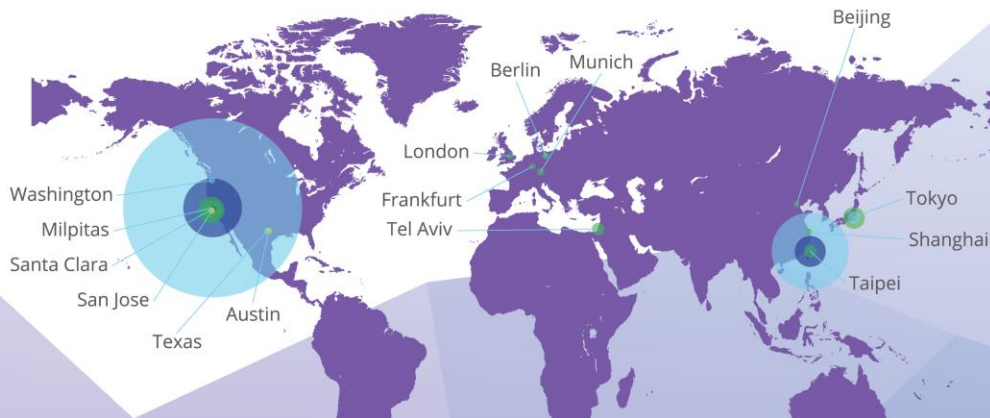 Beijing
Munich
Berlin
London
Washington
Frankfurt
Tokyo
Milpitas
Tel Aviv
Shanghai
Santa Clara
Taipei
San Jose
Austin
Texas